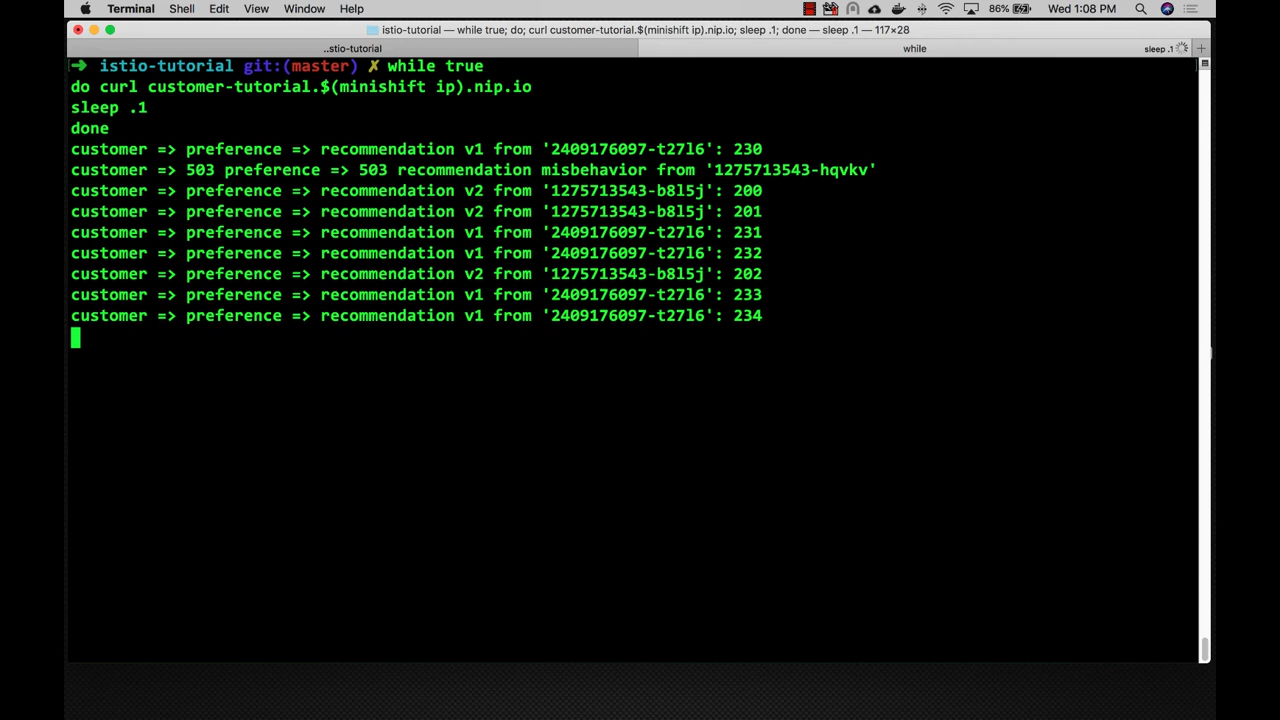 Terminal Shell Edit View Window Help 86% Wed 1:08 PM
istio-tutorial — while true; do; curl customer-tutorial.$(minishift ip).nip.io; sleep .1; done — sleep .1 — 117×28
..stio-tutorial while sleep .1
➜ istio-tutorial git:(master) ✗ while true
do curl customer-tutorial.$(minishift ip).nip.io
sleep .1
done
customer => preference => recommendation v1 from '2409176097-t27l6': 230
customer => 503 preference => 503 recommendation misbehavior from '1275713543-hqvkv'
customer => preference => recommendation v2 from '1275713543-b8l5j': 200
customer => preference => recommendation v2 from '1275713543-b8l5j': 201
customer => preference => recommendation v1 from '2409176097-t27l6': 231
customer => preference => recommendation v1 from '2409176097-t27l6': 232
customer => preference => recommendation v2 from '1275713543-b8l5j': 202
customer => preference => recommendation v1 from '2409176097-t27l6': 233
customer => preference => recommendation v1 from '2409176097-t27l6': 234